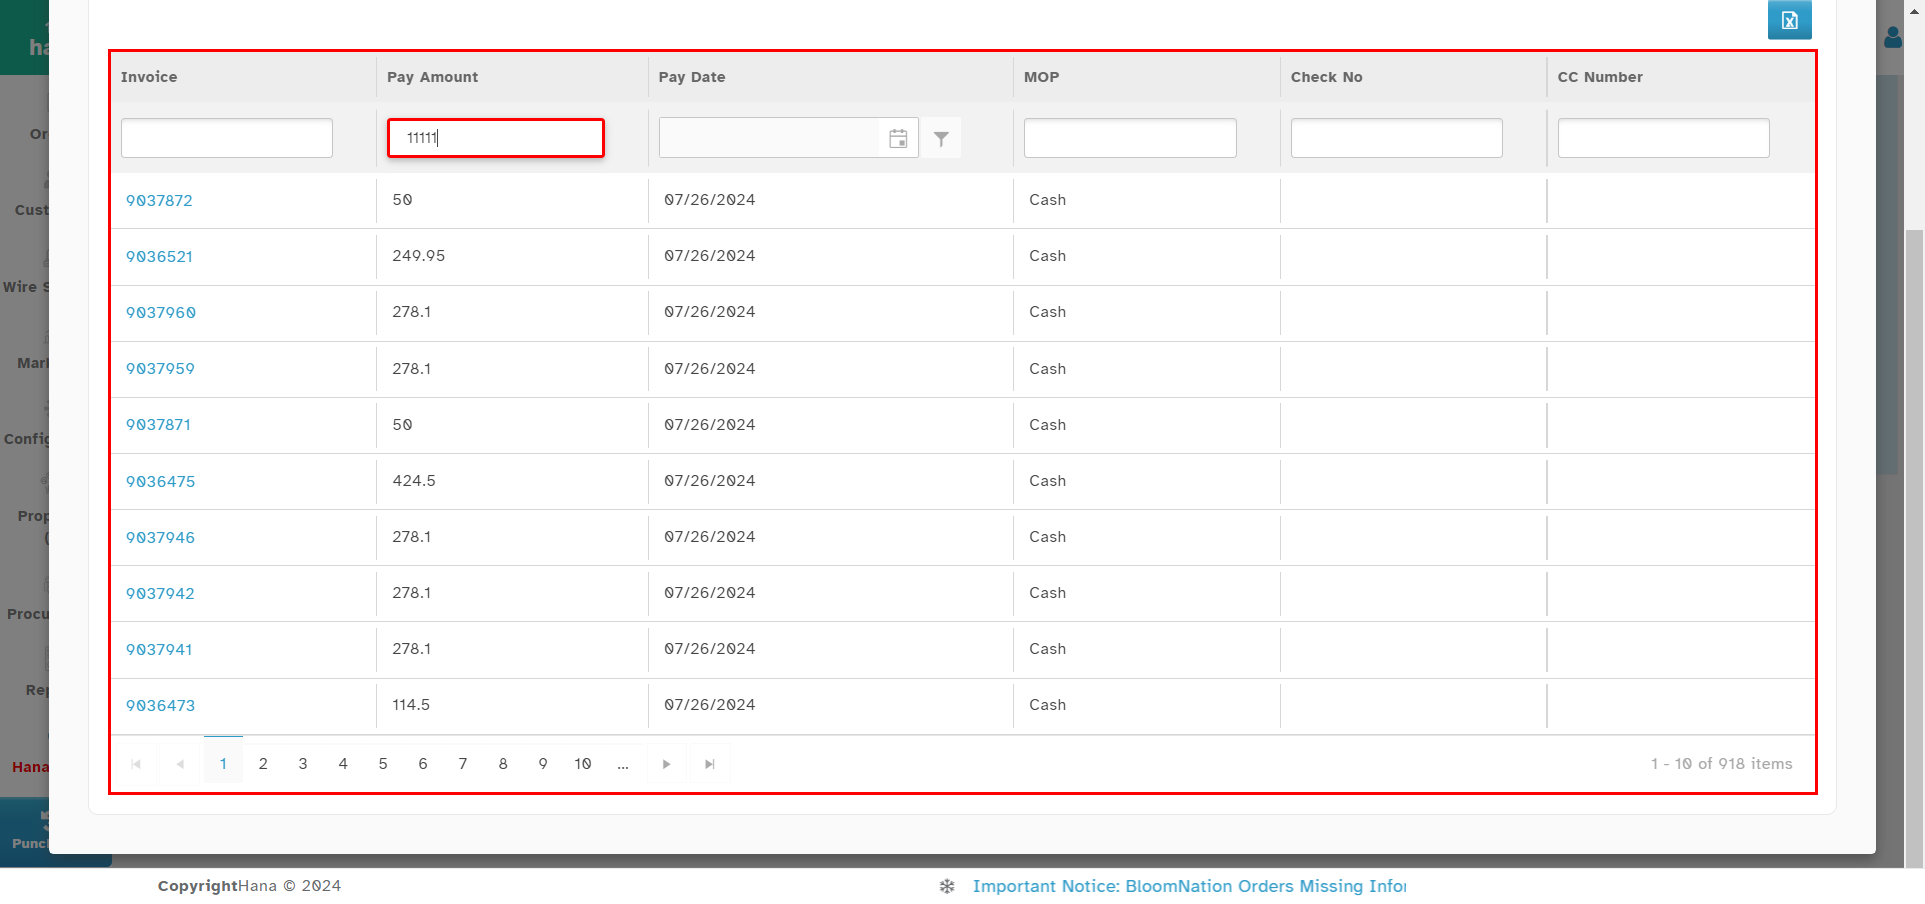 Invoice Pay Amount Pay Date MOP Check No CC Number
11111
9037872 50 07/26/2024 Cash
9036521 249.95 07/26/2024 Cash
9037960 278.1 07/26/2024 Cash
9037959 278.1 07/26/2024 Cash
9037871 50 07/26/2024 Cash
9036475 424.5 07/26/2024 Cash
9037946 278.1 07/26/2024 Cash
9037942 278.1 07/26/2024 Cash
9037941 278.1 07/26/2024 Cash
9036473 114.5 07/26/2024 Cash
1 2 3 4 5 6 7 8 9 10 ... 1 - 10 of 918 items
ha
Or
Cust
Wire S
Mark
Config
Prop
(
Procu
Rep
Hana
Punc
CopyrightHana © 2024
Important Notice: BloomNation Orders Missing Infor